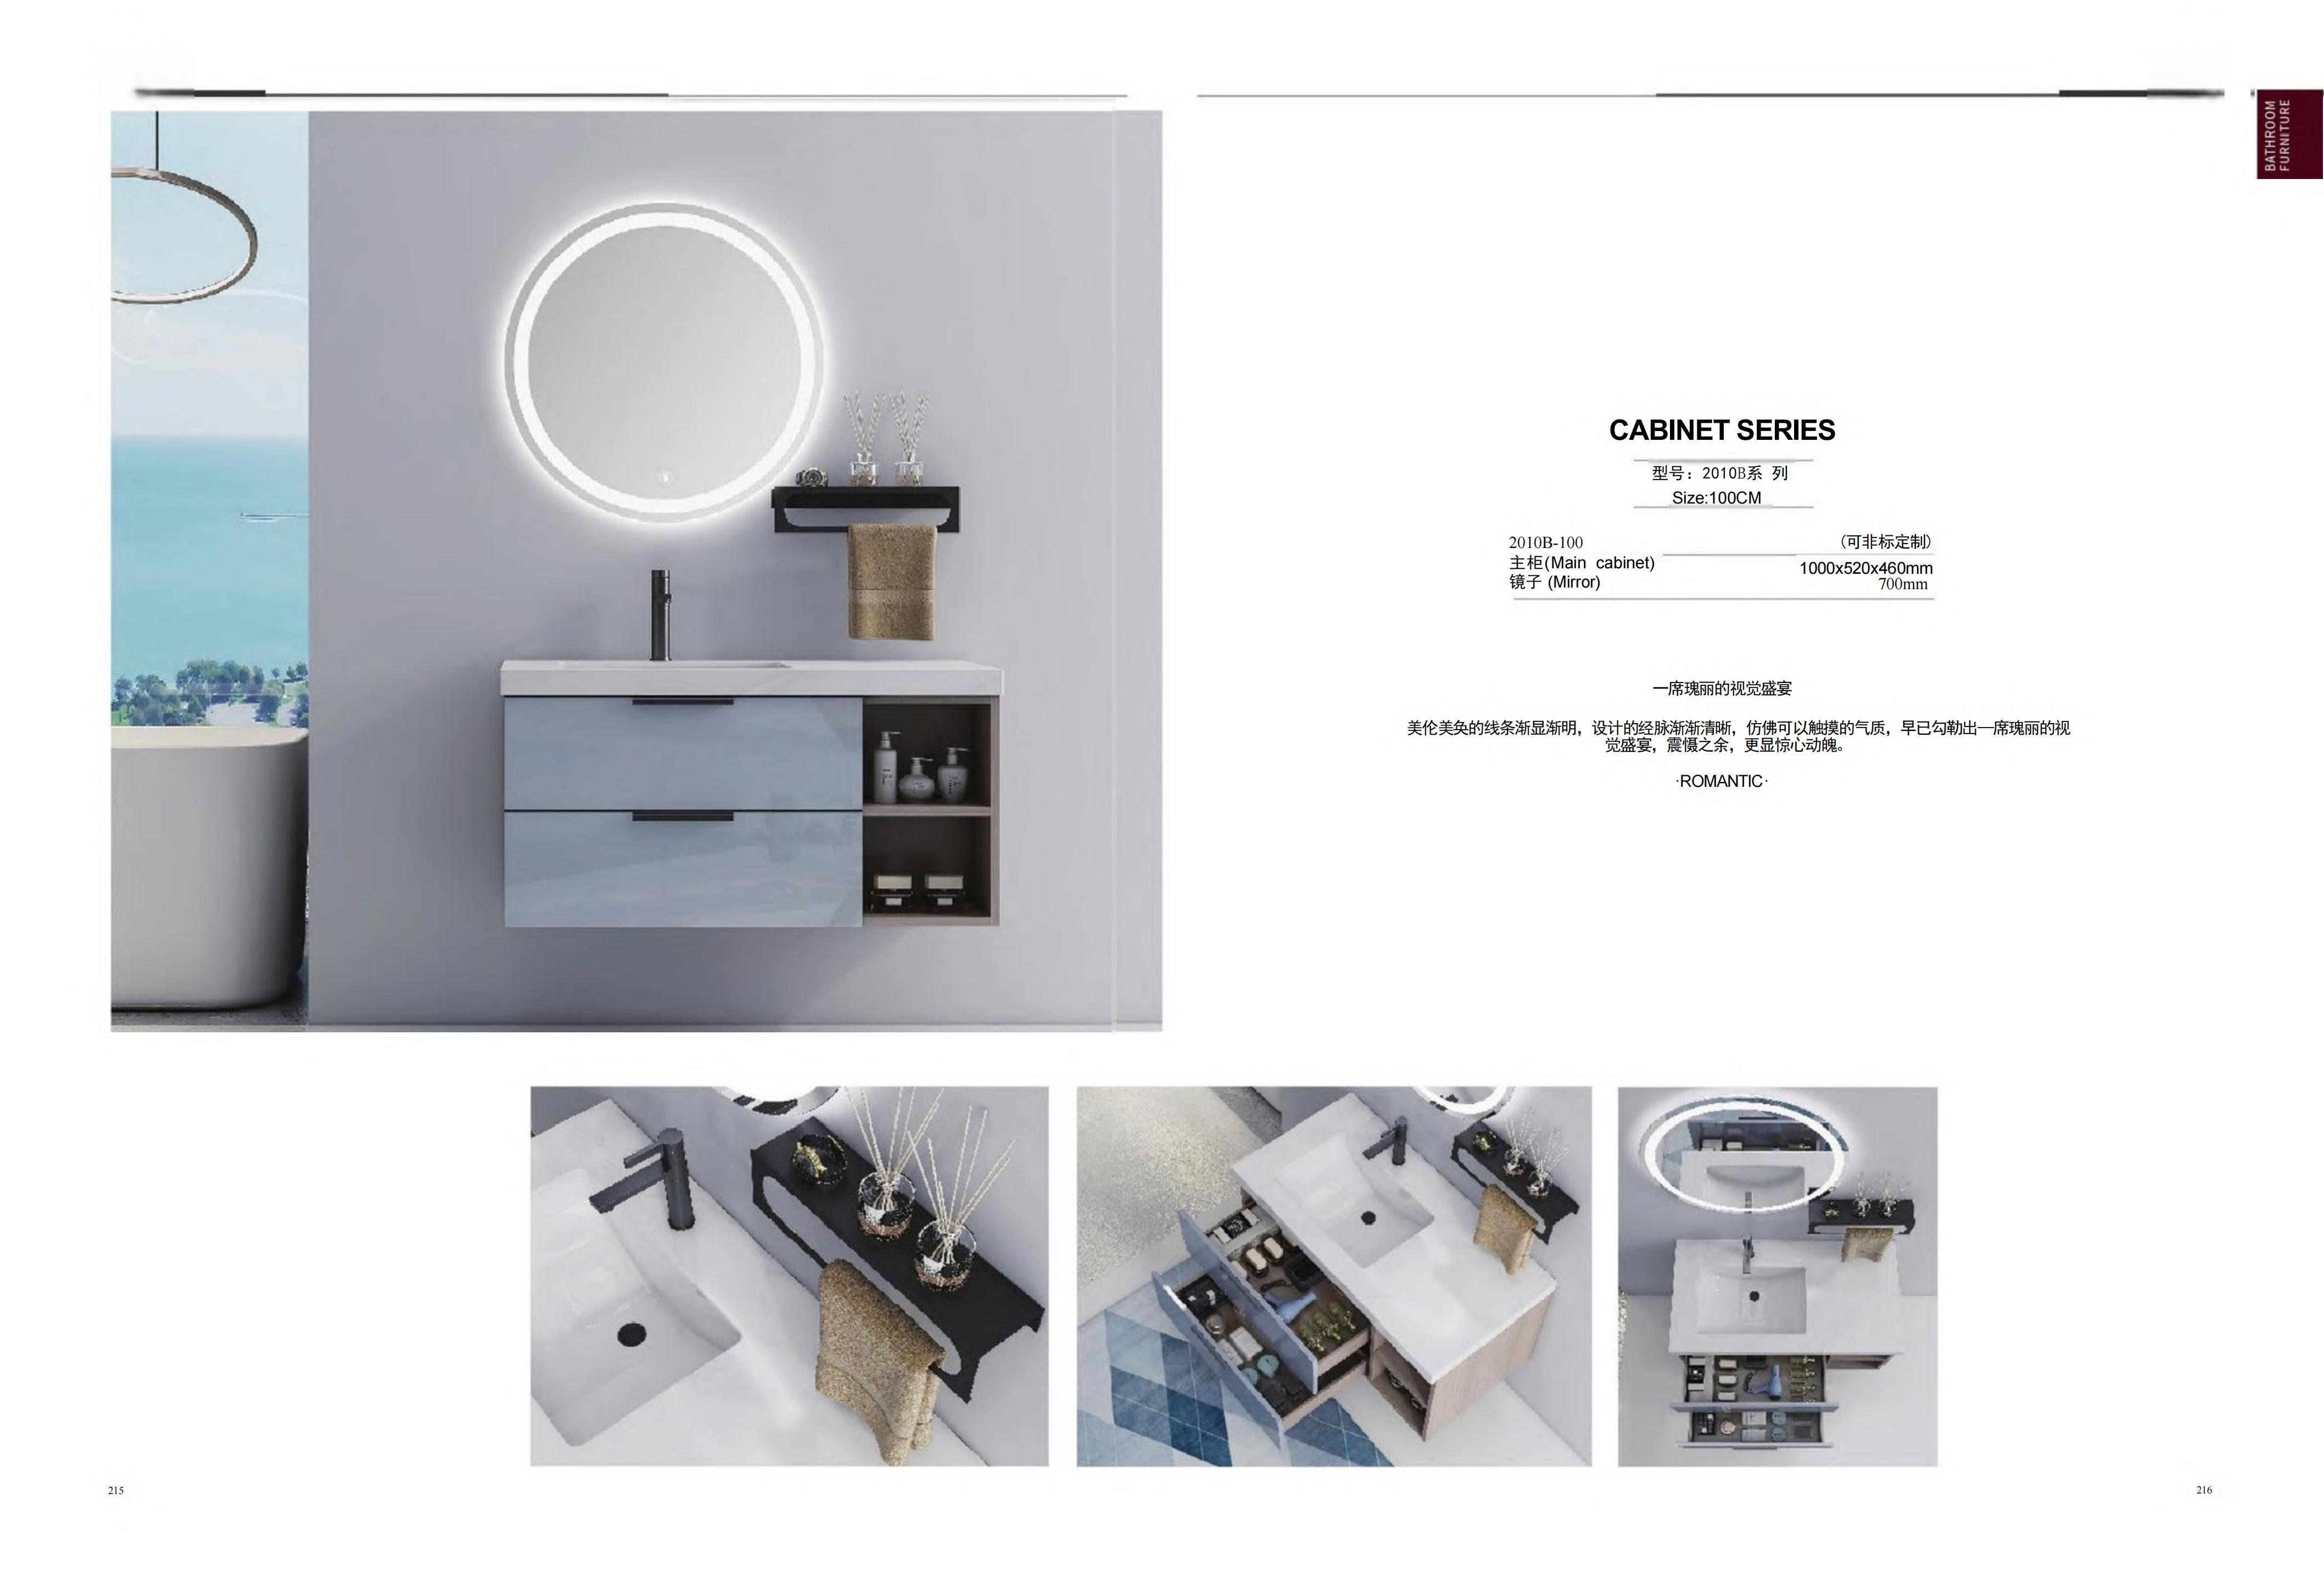 BATHROOM
FURNITURE
CABINET SERIES
型号：2010B系 列
Size:100CM
2010B-100 （可非标定制）
主柜(Main cabinet) 1000x520x460mm
镜子 (Mirror) 700mm
一席瑰丽的视觉盛宴
美伦美奂的线条渐显渐明，设计的经脉渐渐清晰，仿佛可以触摸的气质，早已勾勒出一席瑰丽的视
觉盛宴，震慑之余，更显惊心动魄。
·ROMANTIC·
215
216